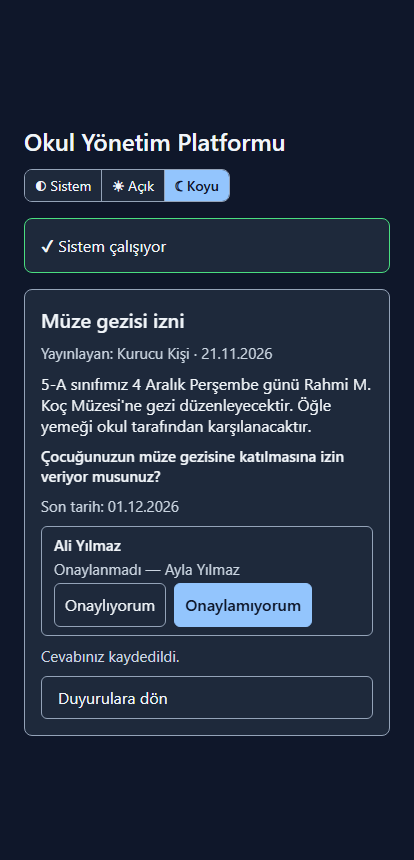 Okul Yönetim Platformu
◐ Sistem ☀ Açık ☾ Koyu
✓ Sistem çalışıyor
Müze gezisi izni
Yayınlayan: Kurucu Kişi · 21.11.2026
5-A sınıfımız 4 Aralık Perşembe günü Rahmi M.
Koç Müzesi'ne gezi düzenleyecektir. Öğle
yemeği okul tarafından karşılanacaktır.
Çocuğunuzun müze gezisine katılmasına izin
veriyor musunuz?
Son tarih: 01.12.2026
Ali Yılmaz
Onaylanmadı — Ayla Yılmaz
Onaylıyorum Onaylamıyorum
Cevabınız kaydedildi.
Duyurulara dön